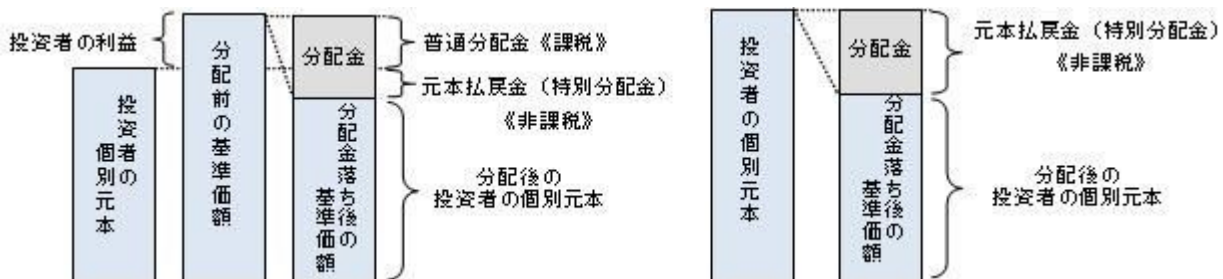 投資者の利益
投資者の
個別元本
分配前の基準価額
分配金
分配金落ち後の
基準価額
普通分配金《課税》
元本払戻金（特別分配金）
《非課税》
分配後の
投資者の個別元本
投資者の個別元本
分配金
分配金落ち後の
基準価額
元本払戻金（特別分配金）
《非課税》
分配後の
投資者の個別元本